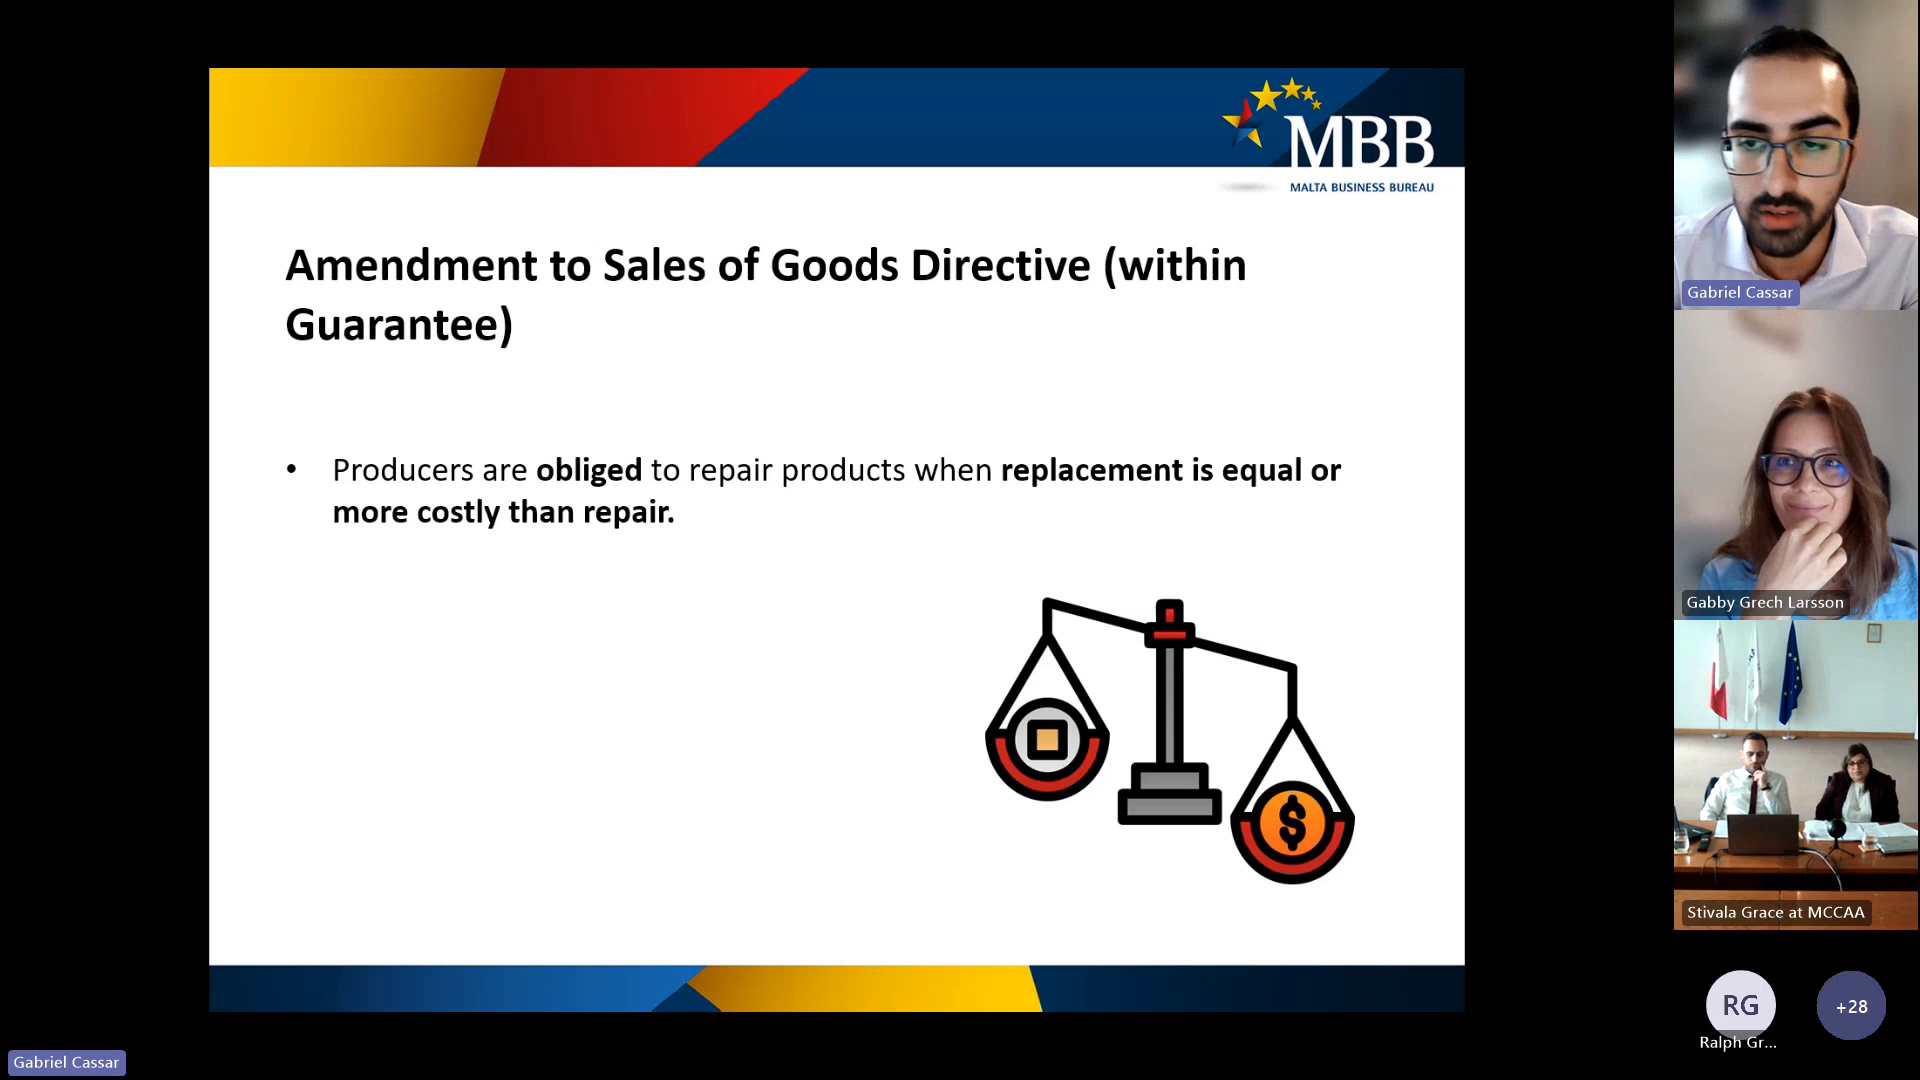 MBB
MALTA BUSINESS BUREAU
Amendment to Sales of Goods Directive (within
Guarantee)
• Producers are obliged to repair products when replacement is equal or
more costly than repair.
$
Gabriel Cassar
Gabby Grech Larsson
Stivala Grace at MCCAA
RG
Ralph Gr...
+28
Gabriel Cassar